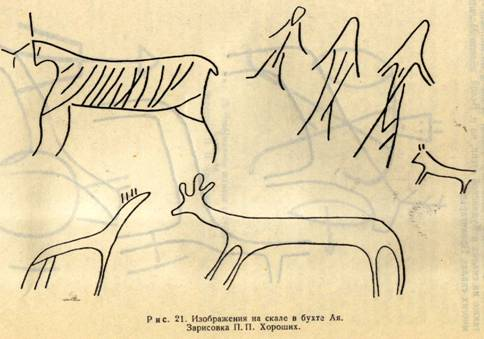 Рис. 21. Изображения на скале в бухте Ая.
Зарисовка П. П. Хороших.